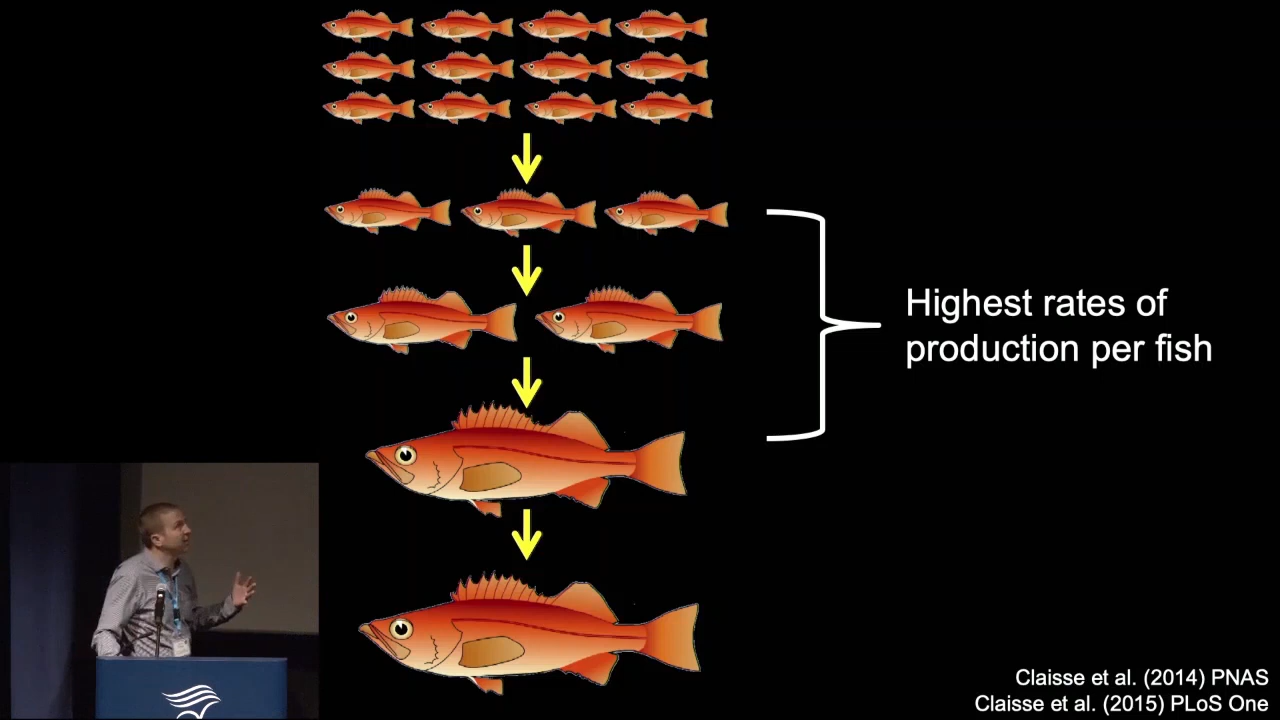 Highest rates of
production per fish
Claisse et al. (2014) PNAS
Claisse et al. (2015) PLoS One